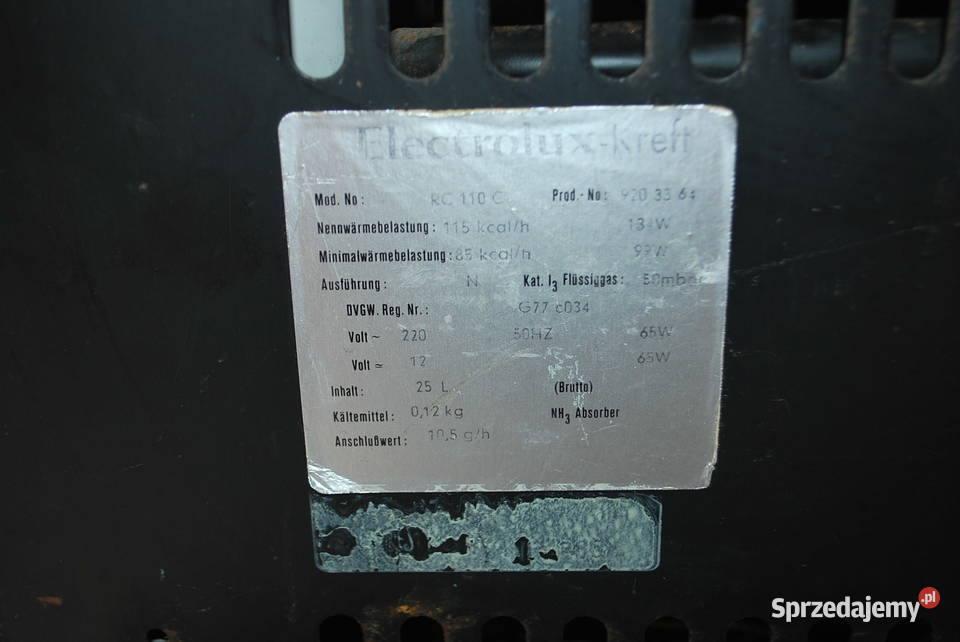 Electrolux-Kreft
Mod. No: RC 110 C Prod.-No: 920 33 64
Nennwärmebelastung: 115 kcal/h 134W
Minimalwärmebelastung: 85 kcal/h 99W
Ausführung: N Kat. I3 Flüssiggas: 50mbar
DVGW. Reg. Nr.: G77 c034
Volt ~ 220 50HZ 65W
Volt ≃ 12 65W
Inhalt: 25 L (Brutto)
Kältemittel: 0,12 kg NH3 Absorber
Anschlußwert: 10,5 g/h
Sprzedajemy.pl